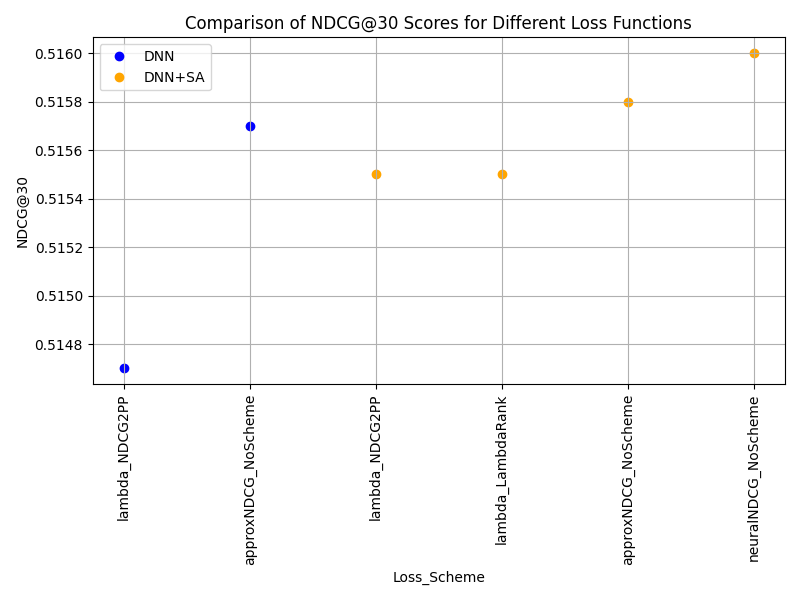 Comparison of NDCG@30 Scores for Different Loss Functions
DNN
DNN+SA
NDCG@30
0.5160
0.5158
0.5156
0.5154
0.5152
0.5150
0.5148
lambda_NDCG2PP
approxNDCG_NoScheme
lambda_NDCG2PP
lambda_LambdaRank
approxNDCG_NoScheme
neuralNDCG_NoScheme
Loss_Scheme